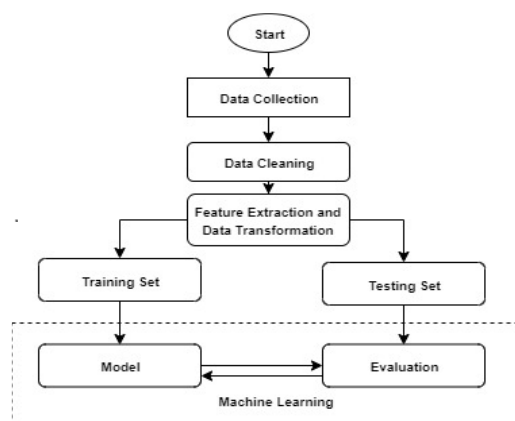 Start
Data Collection
Data Cleaning
Feature Extraction and
Data Transformation
Training Set
Testing Set
Model
Evaluation
Machine Learning